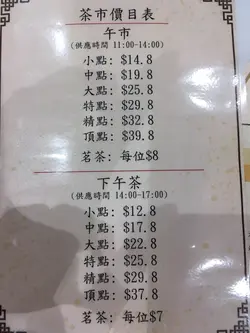 茶市價目表
午市
(供應時間 11:00-14:00)
小點: $14.8
中點: $19.8
大點: $25.8
特點: $29.8
精點: $32.8
頂點: $39.8
茗茶: 每位$8
下午茶
(供應時間 14:00-17:00)
小點: $12.8
中點: $17.8
大點: $22.8
特點: $25.8
精點: $29.8
頂點: $37.8
茗茶: 每位$7